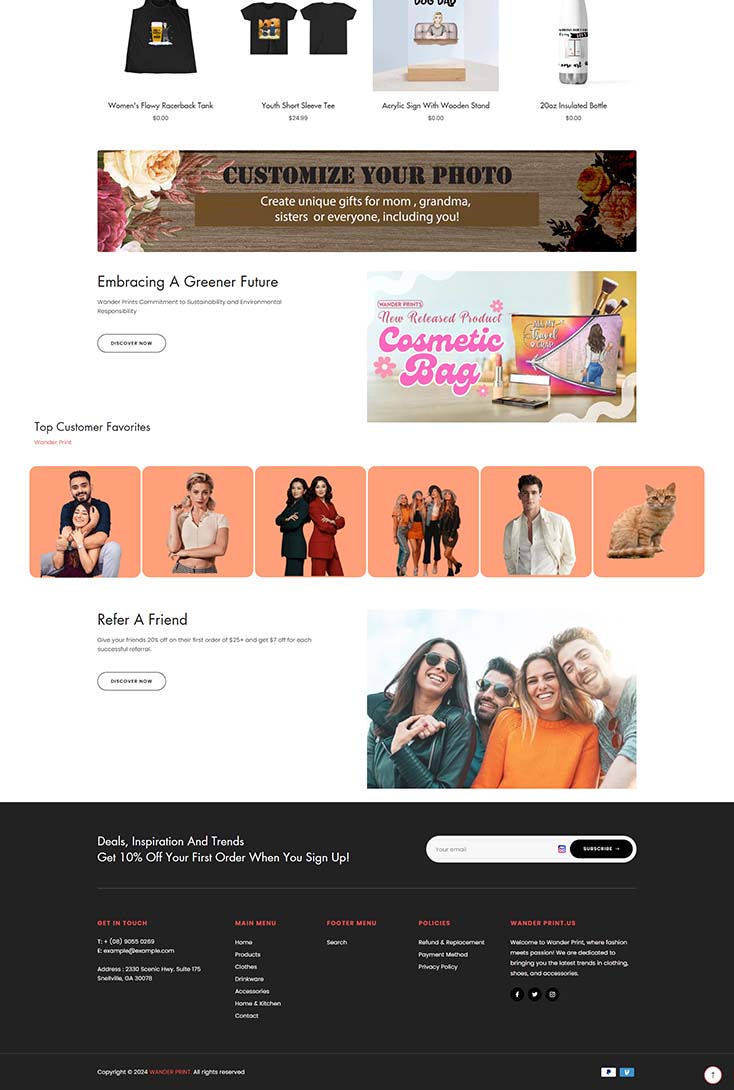 DOG DAD
Women's Flowy Racerback Tank
$0.00
Youth Short Sleeve Tee
$24.99
Acrylic Sign With Wooden Stand
$0.00
20oz Insulated Bottle
$0.00
CUSTOMIZE YOUR PHOTO
Create unique gifts for mom , grandma,
sisters or everyone, including you!
Embracing A Greener Future
Wander Prints Commitment to Sustainability and Environmental
Responsibility
DISCOVER NOW
WANDER PRINTS
New Released Product
Cosmetic
Bag
Travel
Top Customer Favorites
Wander Print
Refer A Friend
Give your friends 20% off on their first order of $25+ and get $7 off for each
successful referral.
DISCOVER NOW
Deals, Inspiration And Trends
Get 10% Off Your First Order When You Sign Up!
Your email
SUBSCRIBE →
GET IN TOUCH
T: + (08) 9055 0269
E: example@example.com
Address : 2330 Scenic Hwy. Suite 175
Snellville, GA 30078
MAIN MENU
Home
Products
Clothes
Drinkware
Accessories
Home & Kitchen
Contact
FOOTER MENU
Search
POLICIES
Refund & Replacement
Payment Method
Privacy Policy
WANDER PRINT.US
Welcome to Wander Print, where fashion
meets passion! We are dedicated to
bringing you the latest trends in clothing,
shoes, and accessories.
Copyright © 2024 WANDER PRINT. All rights reserved